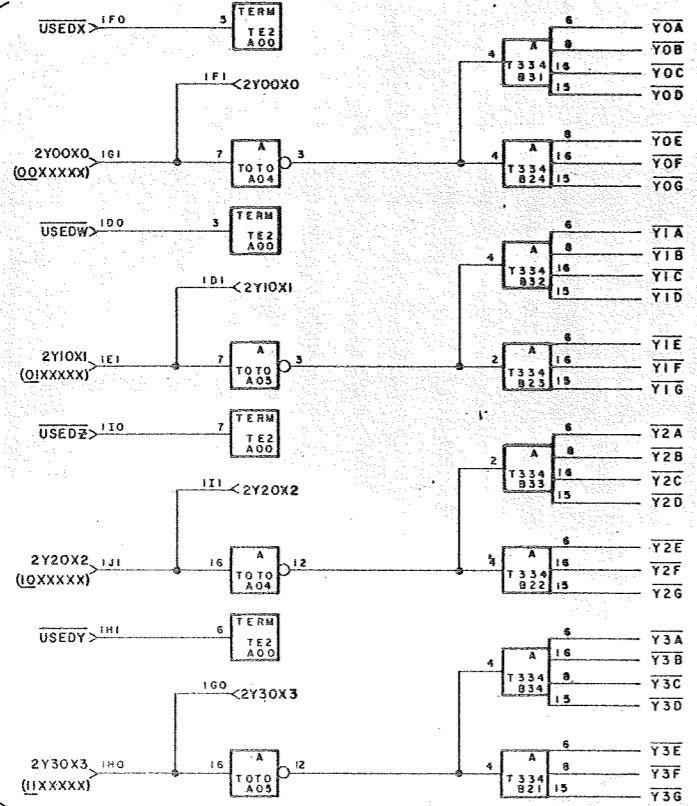 USEDX 1F0 3 TERM TE2 A00
1F1 2Y00X0
4 A T334 B31 6 Y0A
8 Y0B
16 Y0C
15 Y0D
2Y00X0 1G1 7 A TOTO A04 3
(00XXXXX)
4 A T334 B24 8 Y0E
16 Y0F
15 Y0G
USEDW 1D0 3 TERM TE2 A00
1D1 2Y10X1
4 A T334 B32 6 Y1A
8 Y1B
16 Y1C
15 Y1D
2Y10X1 1E1 7 A TOTO A05 3
(01XXXXX)
2 A T334 B23 6 Y1E
16 Y1F
15 Y1G
USEDZ 1I0 7 TERM TE2 A00
1I1 2Y20X2
2 A T334 B33 6 Y2A
8 Y2B
16 Y2C
15 Y2D
2Y20X2 1J1 16 A TOTO A04 12
(10XXXXX)
4 A T334 B22 6 Y2E
16 Y2F
15 Y2G
USEDY 1H1 6 TERM TE2 A00
1G0 2Y30X3
4 A T334 B34 6 Y3A
16 Y3B
8 Y3C
15 Y3D
2Y30X3 1H0 16 A TOTO A05 12
(11XXXXX)
4 A T334 B21 6 Y3E
8 Y3F
15 Y3G